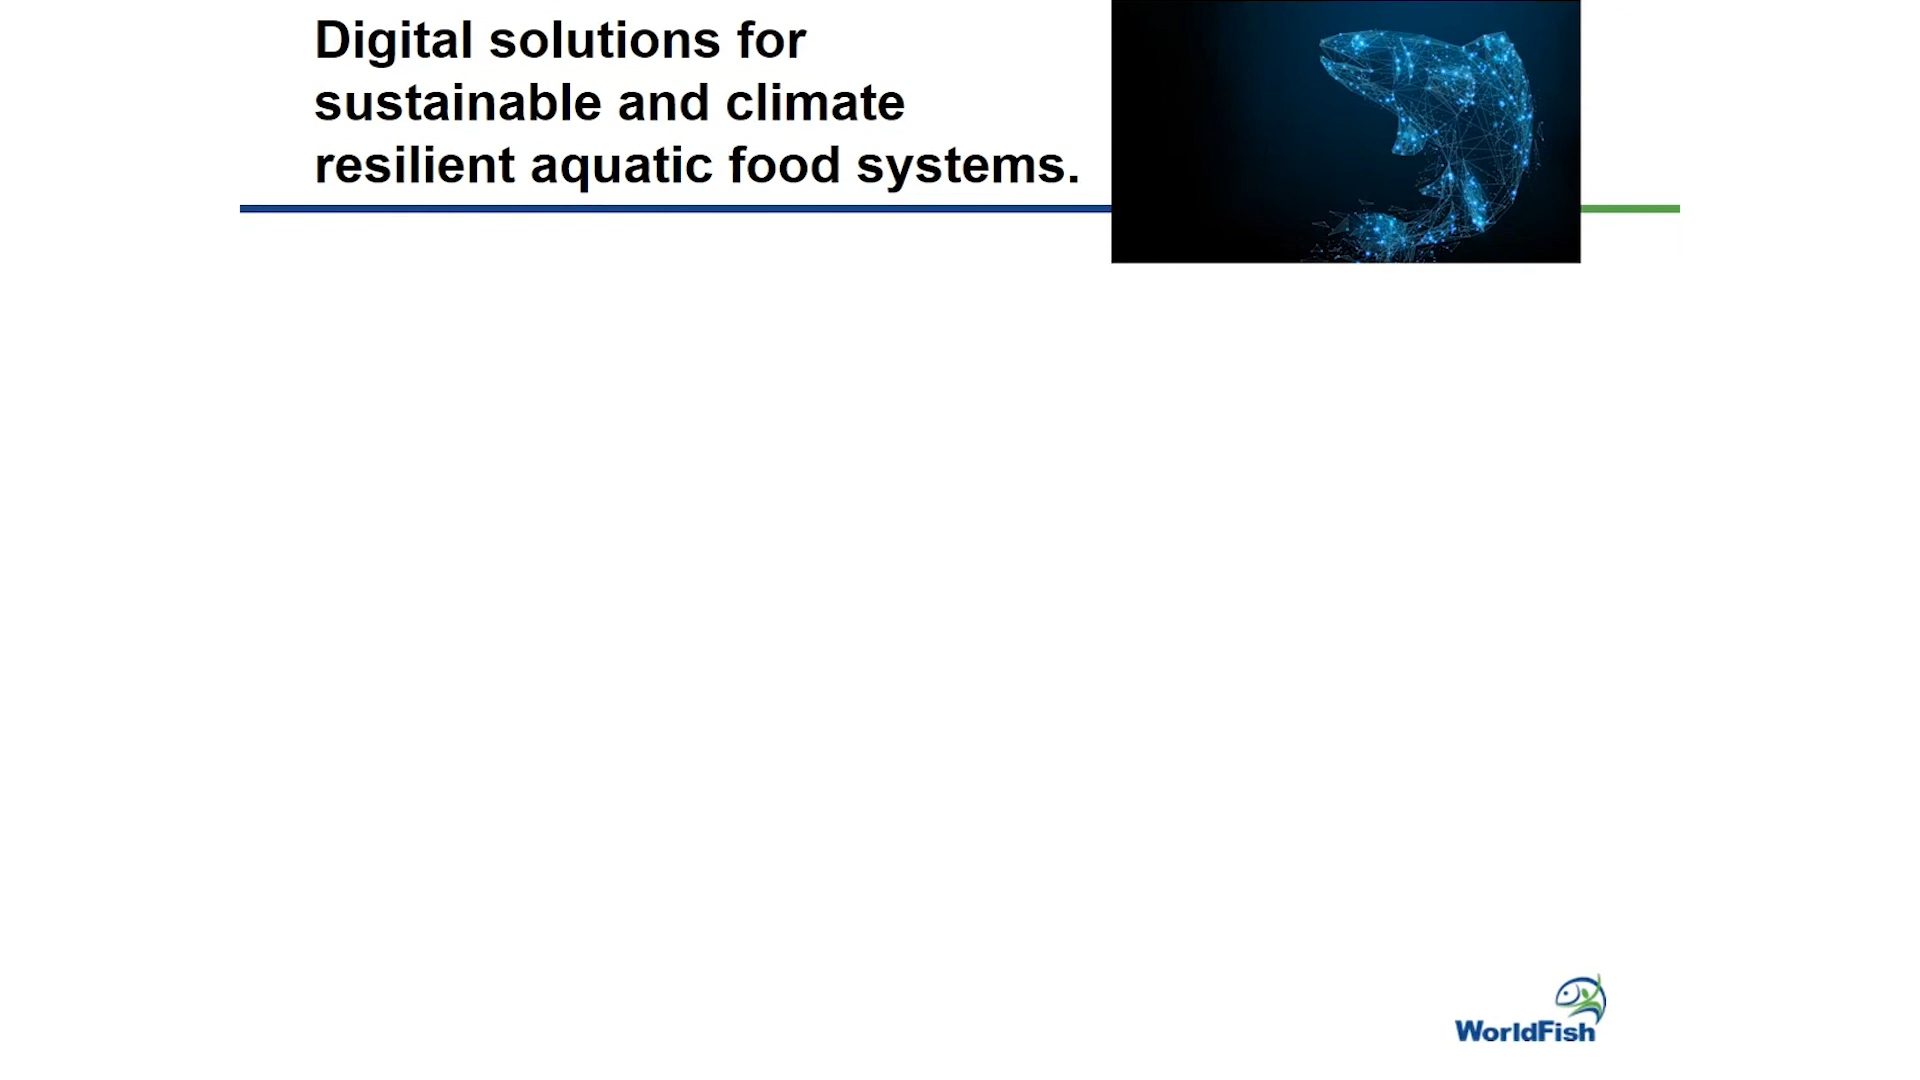 Digital solutions for
sustainable and climate
resilient aquatic food systems.
WorldFish